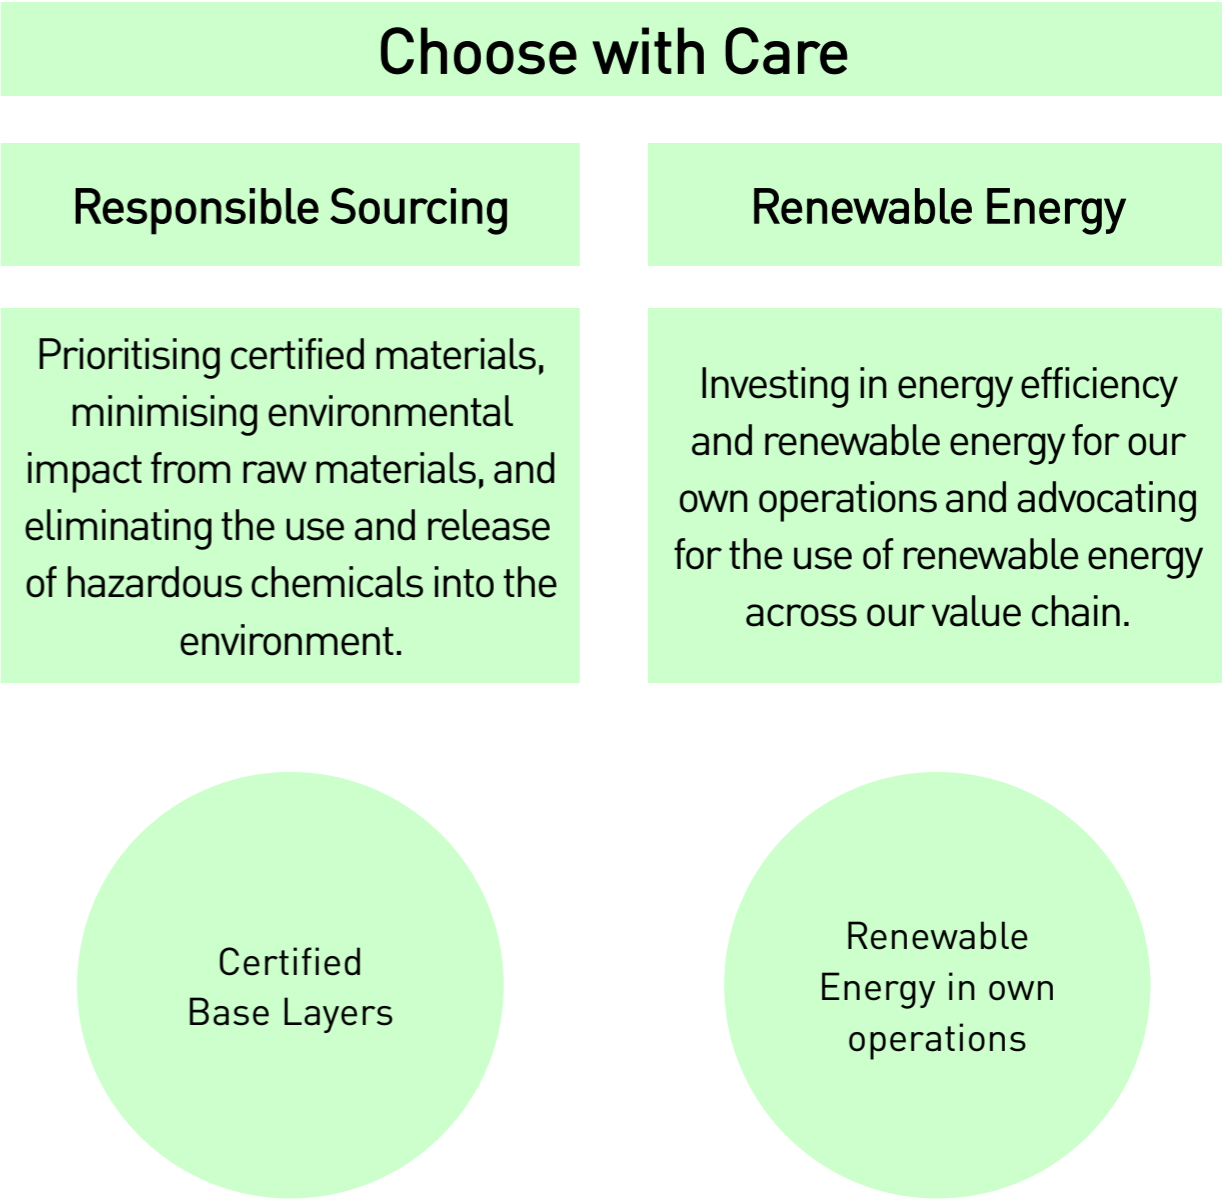 Choose with Care
Responsible Sourcing
Prioritising certified materials,
minimising environmental
impact from raw materials, and
eliminating the use and release
of hazardous chemicals into the
environment.
Renewable Energy
Investing in energy efficiency
and renewable energy for our
own operations and advocating
for the use of renewable energy
across our value chain.
Certified
Base Layers
Renewable
Energy in own
operations